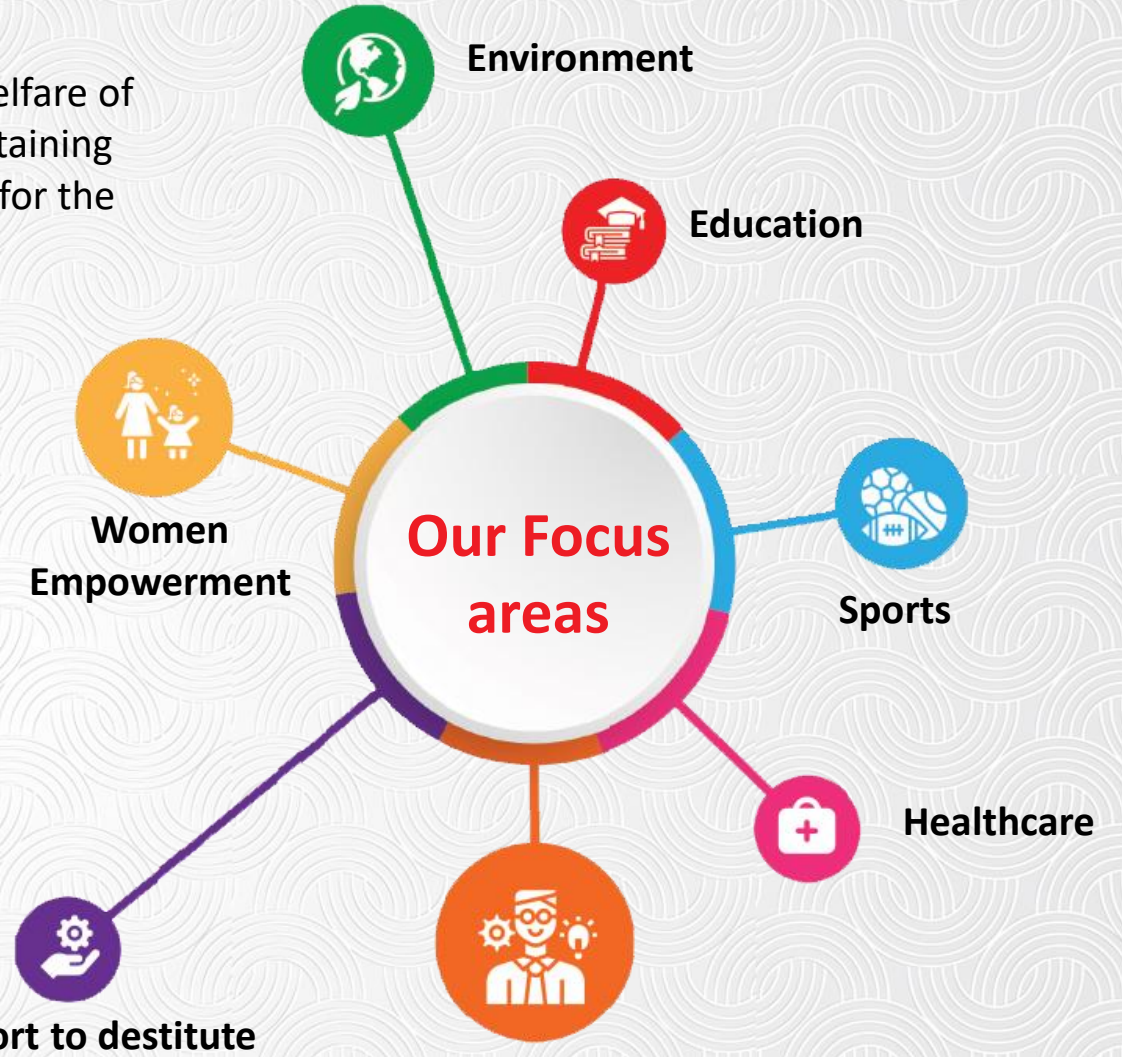 Environment
elfare of
taining
for the
Education
Women
Empowerment
Our Focus
areas
Sports
Healthcare
ort to destitute